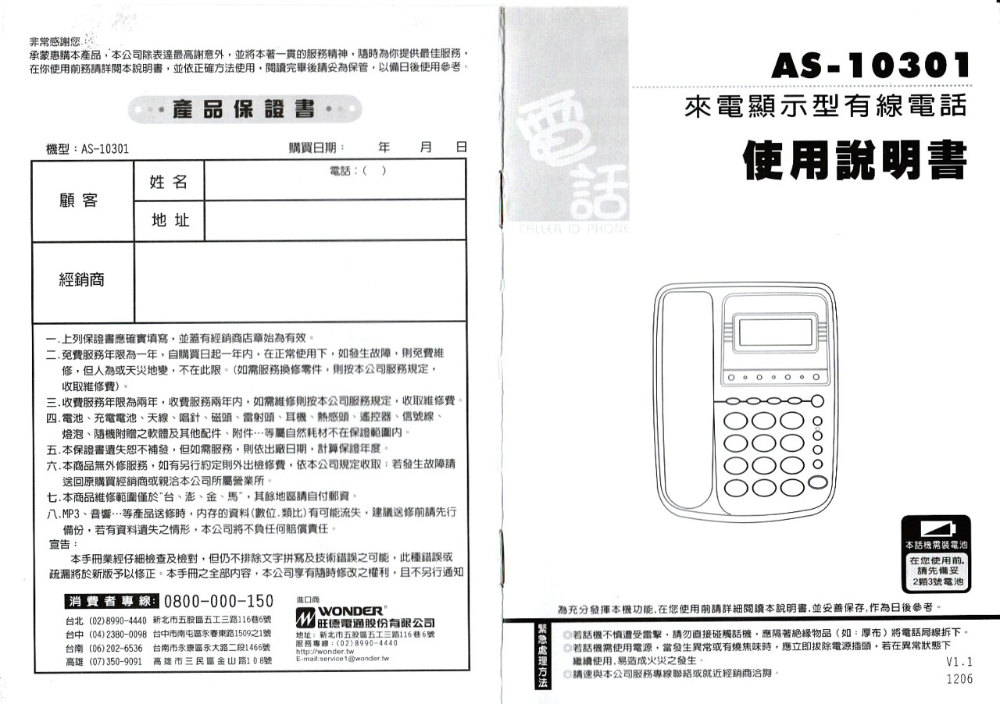 非常感謝您
承蒙惠購本產品，本公司除表達最高謝意外，並將本著一貫的服務精神，隨時為你提供最佳服務，
在你使用前務請詳閱本說明書，並依正確方法使用，閱讀完畢後請妥為保管，以備日後使用參考。
產品保證書
機型：AS-10301 購買日期： 年 月 日
顧客 姓名 電話：( )
地址
經銷商
一.上列保證書應確實填寫，並蓋有經銷商店章始為有效。
二.免費服務年限為一年，自購買日起一年內，在正常使用下，如發生故障，則免費維
修，但人為或天災地變，不在此限。(如需服務換修零件，則按本公司服務規定，
收取維修費)。
三.收費服務年限為兩年，收費服務兩年內，如需維修則按本公司服務規定，收取維修費。
四.電池、充電電池、天線、唱針、磁頭、雷射頭、耳機、熱感頭、遙控器、信號線、
燈泡、隨機附贈之軟體及其他配件、附件…等屬自然耗材不在保證範圍內。
五.本保證書遺失恕不補發，但如需服務，則依出廠日期，計算保證年度。
六.本商品無外修服務，如有另行約定則外出檢修費，依本公司規定收取；若發生故障請
送回原購買經銷商或親洽本公司所屬營業所。
七.本商品維修範圍僅於"台、澎、金、馬"，其餘地區請自付郵資。
八.MP3、音響…等產品送修時，內存的資料(數位.類比)有可能流失，建議送修前請先行
備份，若有資料遺失之情形，本公司將不負任何賠償責任。
宣告：
本手冊業經仔細檢查及檢對，但仍不排除文字拼寫及技術錯誤之可能，此種錯誤或
疏漏將於新版予以修正。本手冊之全部內容，本公司享有隨時修改之權利，且不另行通知
消費者專線: 0800-000-150
台北 (02)8990-4440 新北市五股區五工三路116巷6號
台中 (04)2380-0098 台中市南屯區永春東路1509之1號
台南 (06)202-6536 台南市永康區永大路二段1466號
高雄 (07)350-9091 高雄市三民區金山路108號
進口商
WONDER®
旺德電通股份有限公司
地址: 新北市五股區五工三路116巷6號
服務專線：(02)8990-4440
http://wonder.tw
E-mail:service1@wonder.tw
電話
CALLER ID PHONE
AS-10301
來電顯示型有線電話
使用說明書
本話機需裝電池
在您使用前,
請先備妥
2顆3號電池
為充分發揮本機功能,在您使用前請詳細閱讀本說明書,並妥善保存,作為日後參考。
緊急處理方法
◎若話機不慎遭受雷擊，請勿直接碰觸話機，應隔著絕緣物品（如：厚布）將電話局線拆下。
◎若話機需使用電源，當發生異常或有燒焦味時，應立即拔除電源插頭，若在異常狀態下
繼續使用,易造成火災之發生。
◎請速與本公司服務專線聯絡或就近經銷商洽詢。
V1.1
1206